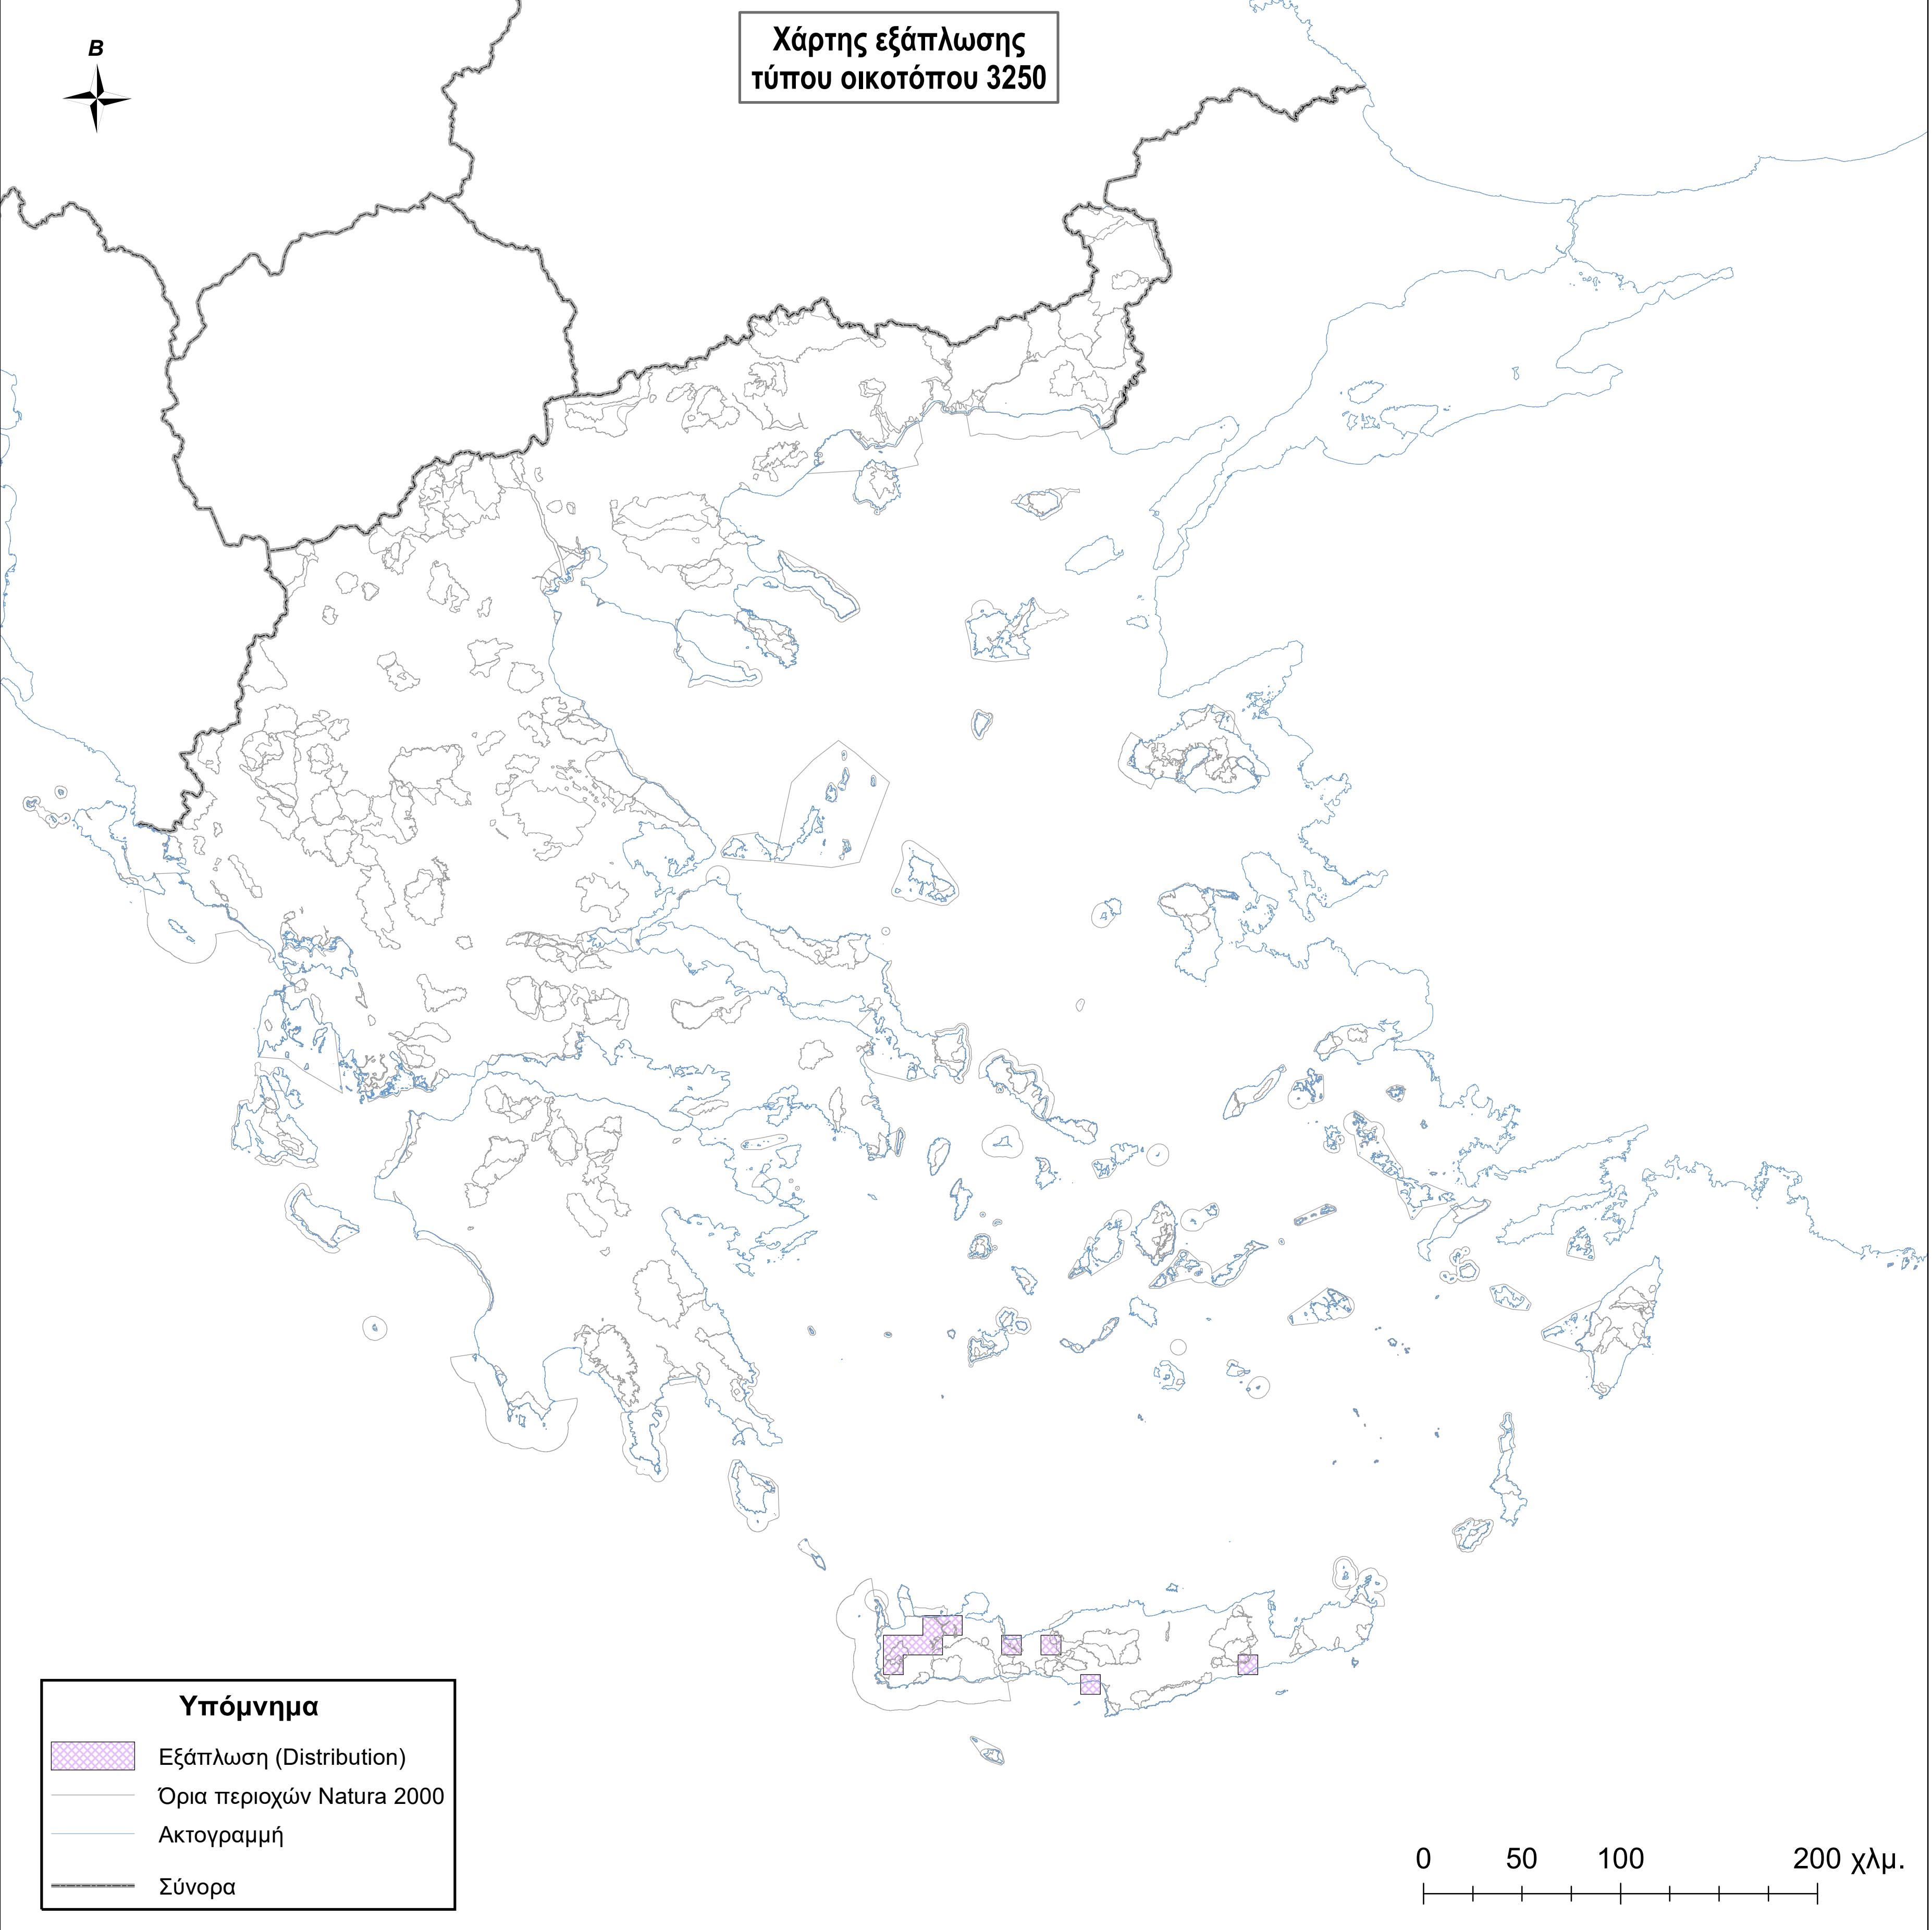 Χάρτης εξάπλωσης
τύπου οικοτόπου 3250
Β
Υπόμνημα
Εξάπλωση (Distribution)
Όρια περιοχών Natura 2000
Ακτογραμμή
Σύνορα
0 50 100 200 χλμ.